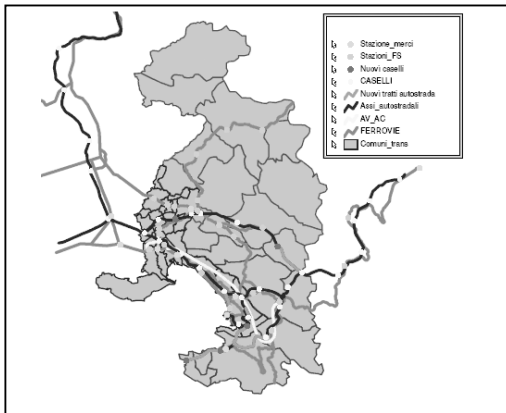 Stazione_merci
Stazioni_FS
Nuovi caselli
CASELLI
Nuovi tratti autostrada
Assi_autostradali
AV_AC
FERROVIE
Comuni_trans